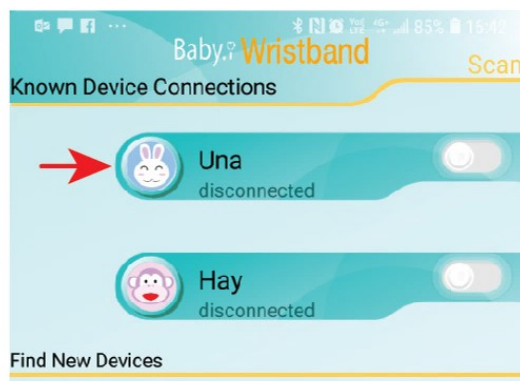 85% 15:42
Baby. Wristband
Scan
Known Device Connections
Una
disconnected
Hay
disconnected
Find New Devices